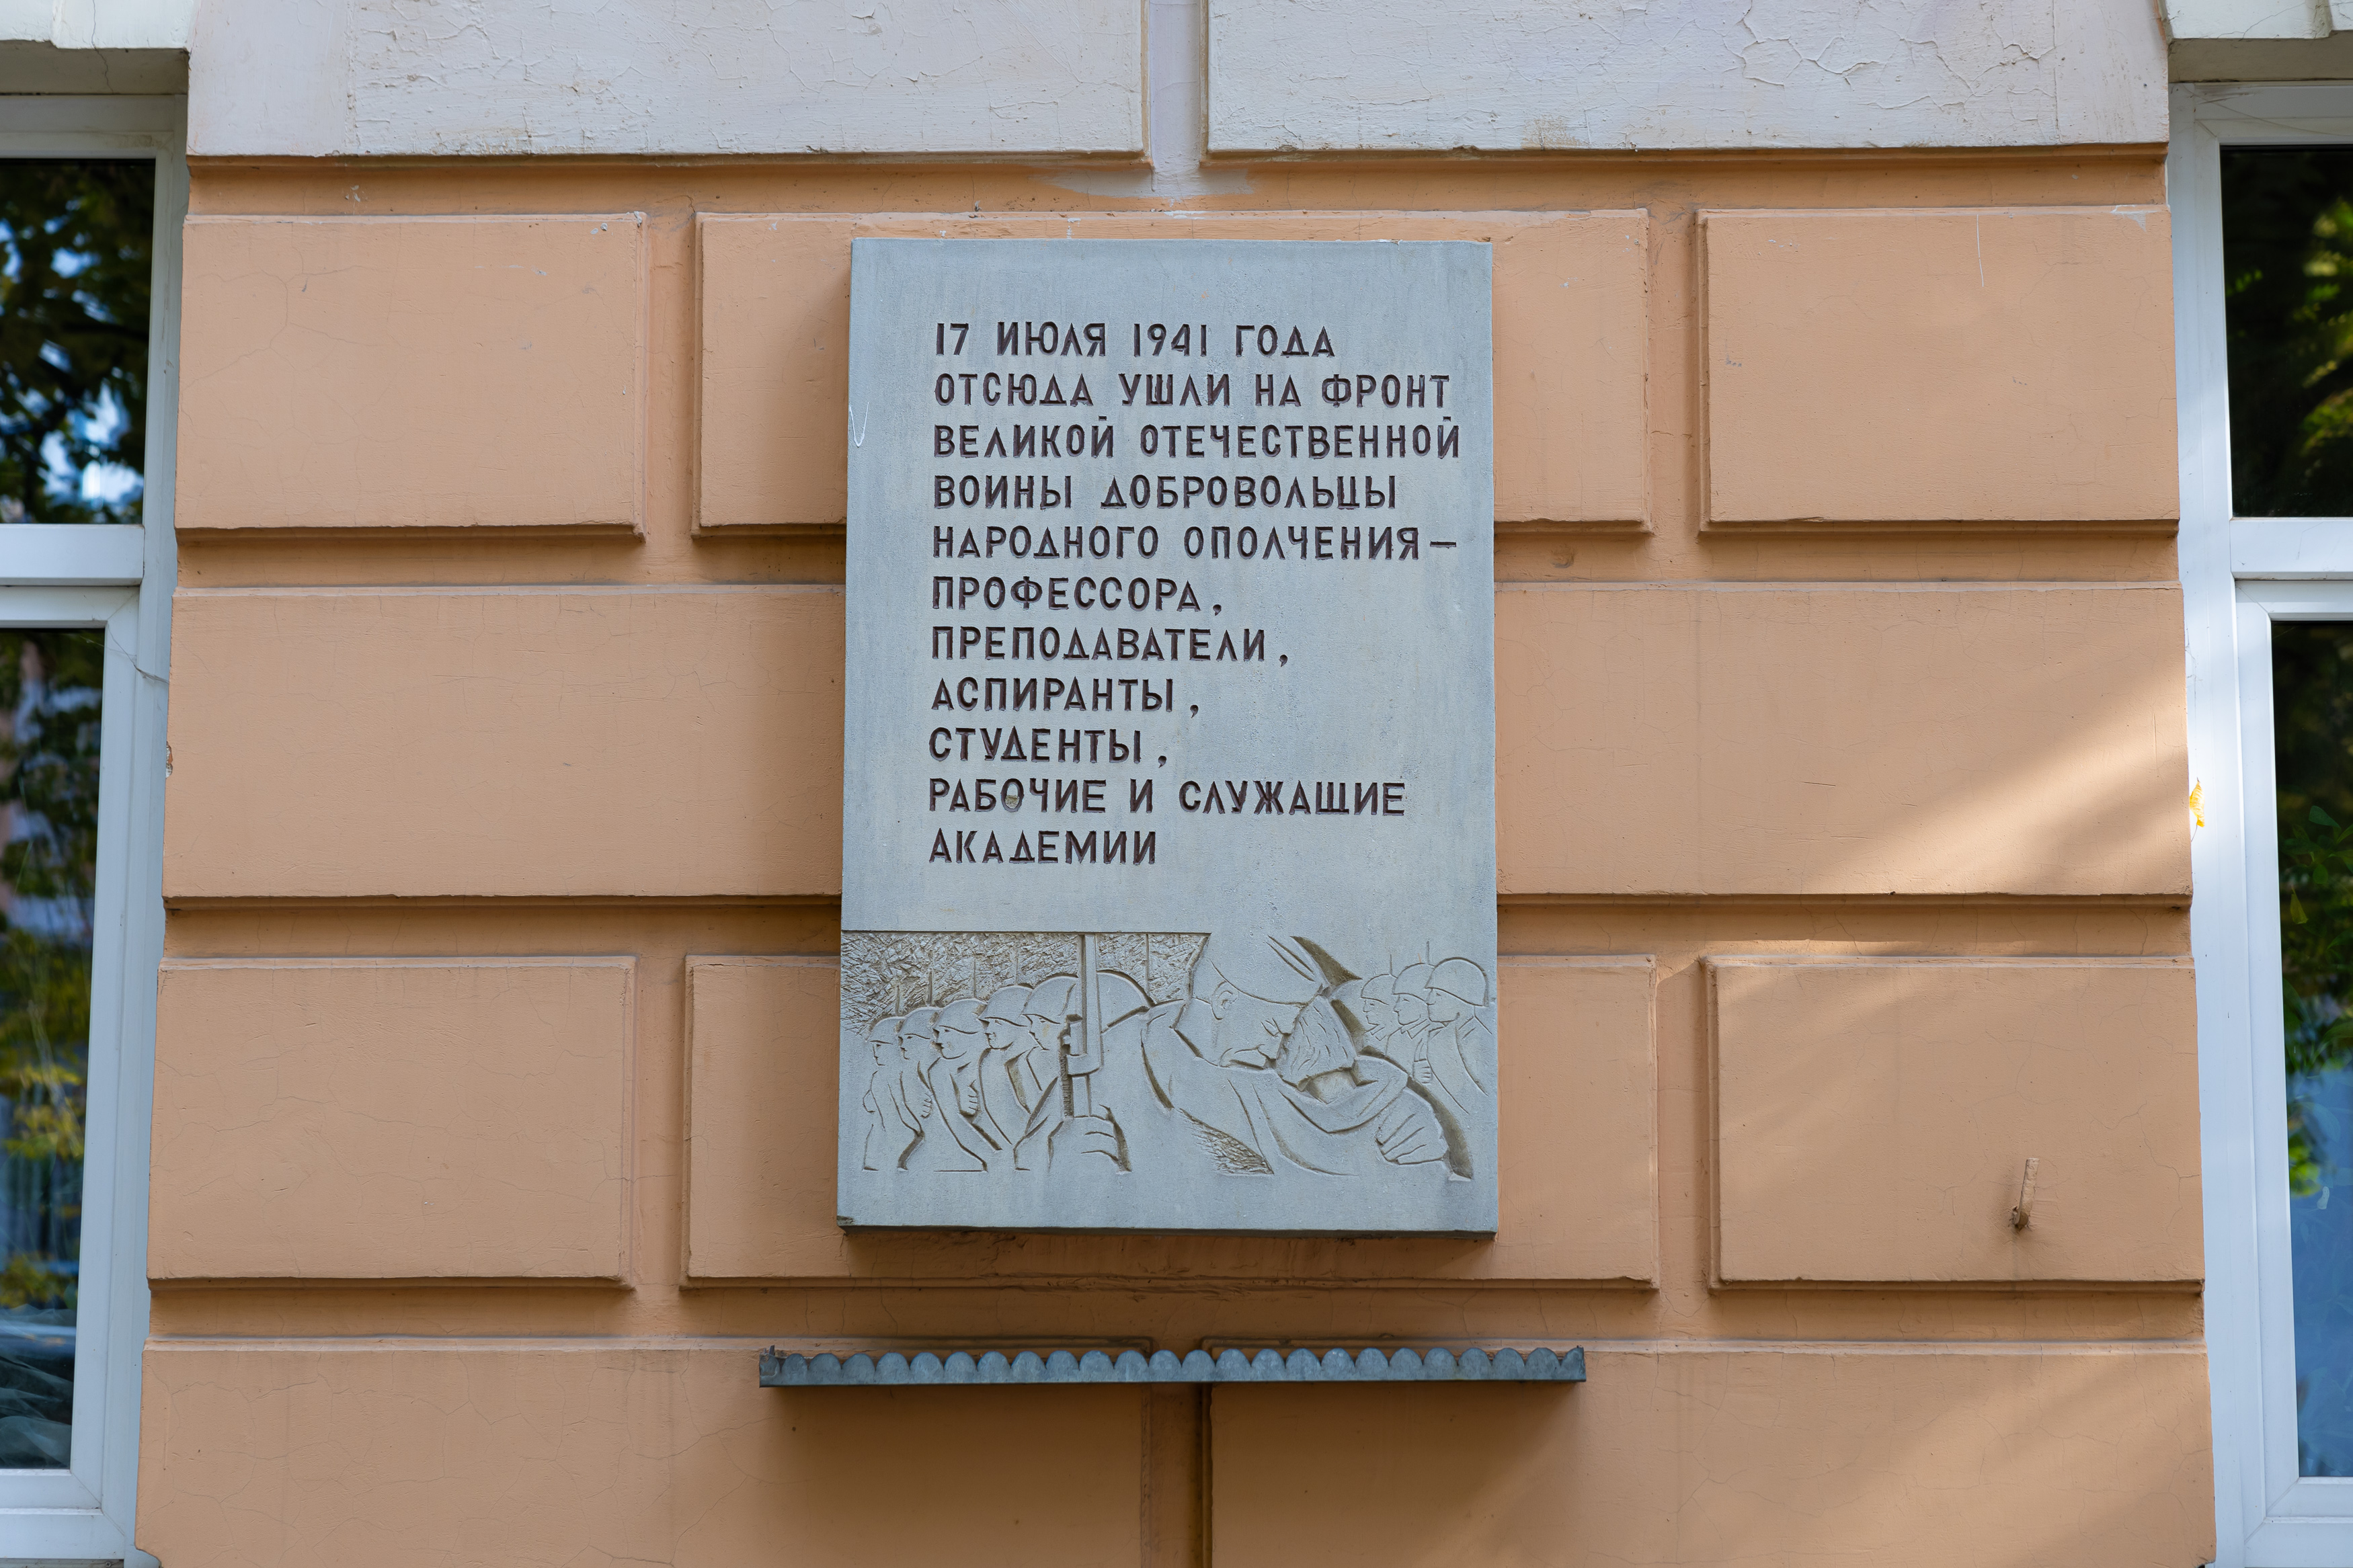 17 ИЮЛЯ 1941 ГОДА
ОТСЮДА УШЛИ НА ФРОНТ
ВЕЛИКОЙ ОТЕЧЕСТВЕННОЙ
ВОИНЫ ДОБРОВОЛЬЦЫ
НАРОДНОГО ОПОЛЧЕНИЯ —
ПРОФЕССОРА,
ПРЕПОДАВАТЕЛИ,
АСПИРАНТЫ,
СТУДЕНТЫ,
РАБОЧИЕ И СЛУЖАЩИЕ
АКАДЕМИИ